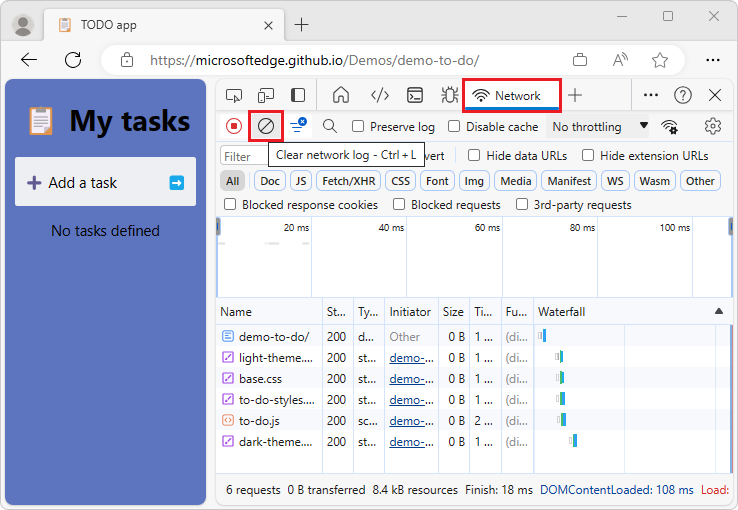 TODO app
https://microsoftedge.github.io/Demos/demo-to-do/
My tasks
Add a task
No tasks defined
Network
Preserve log
Disable cache
No throttling
Filter
Clear network log - Ctrl + L
Hide data URLs
Hide extension URLs
All Doc JS Fetch/XHR CSS Font Img Media Manifest WS Wasm Other
Blocked response cookies Blocked requests 3rd-party requests
20 ms 40 ms 60 ms 80 ms 100 ms
Name St... Ty... Initiator Size Ti... Fu... Waterfall
demo-to-do/ 200 d... Other 0 B 1 ... (di...
light-theme.... 200 st... demo-... 0 B 1 ... (di...
base.css 200 st... demo-... 0 B 1 ... (di...
to-do-styles.... 200 st... demo-... 0 B 1 ... (di...
to-do.js 200 sc... demo-... 0 B 2 ... (di...
dark-theme.... 200 st... demo-... 0 B 1 ... (di...
6 requests 0 B transferred 8.4 kB resources Finish: 18 ms DOMContentLoaded: 108 ms Load: